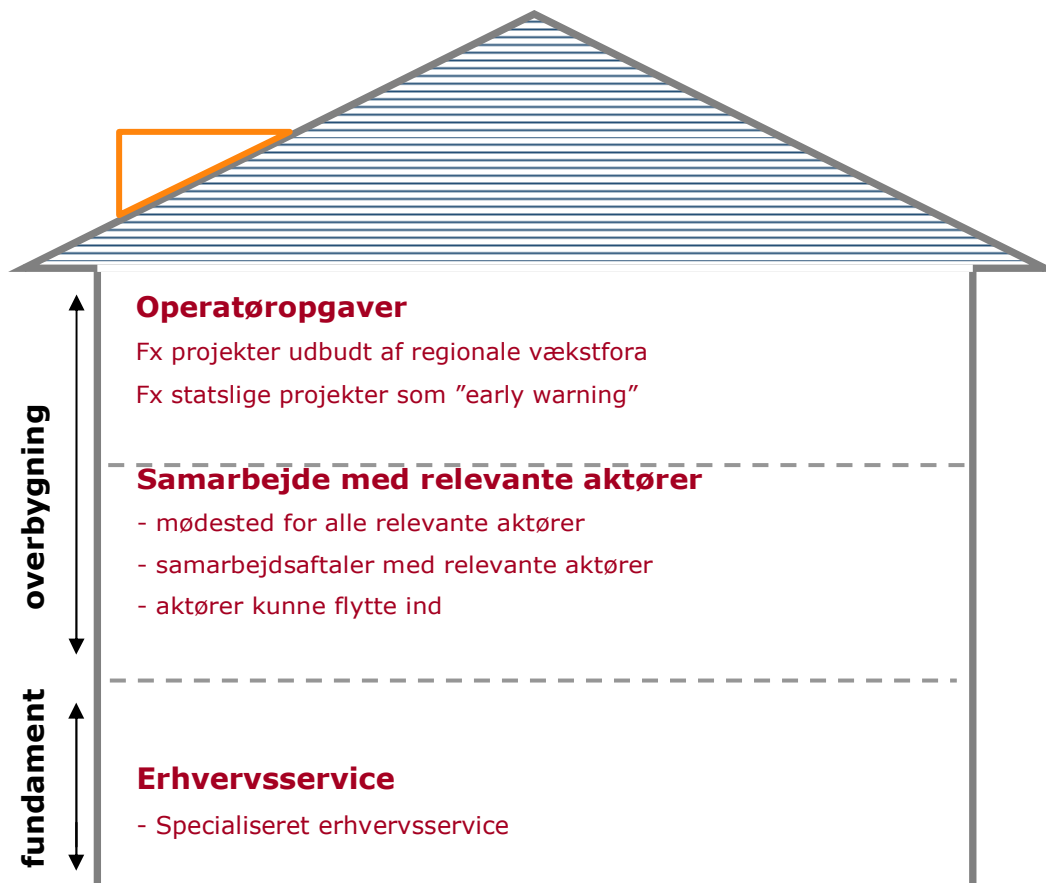 Operatøropgaver
Fx projekter udbudt af regionale vækstfora
Fx statslige projekter som ”early warning”
overbygning
Samarbejde med relevante aktører
- mødested for alle relevante aktører
- samarbejdsaftaler med relevante aktører
- aktører kunne flytte ind
fundament
Erhvervsservice
- Specialiseret erhvervsservice